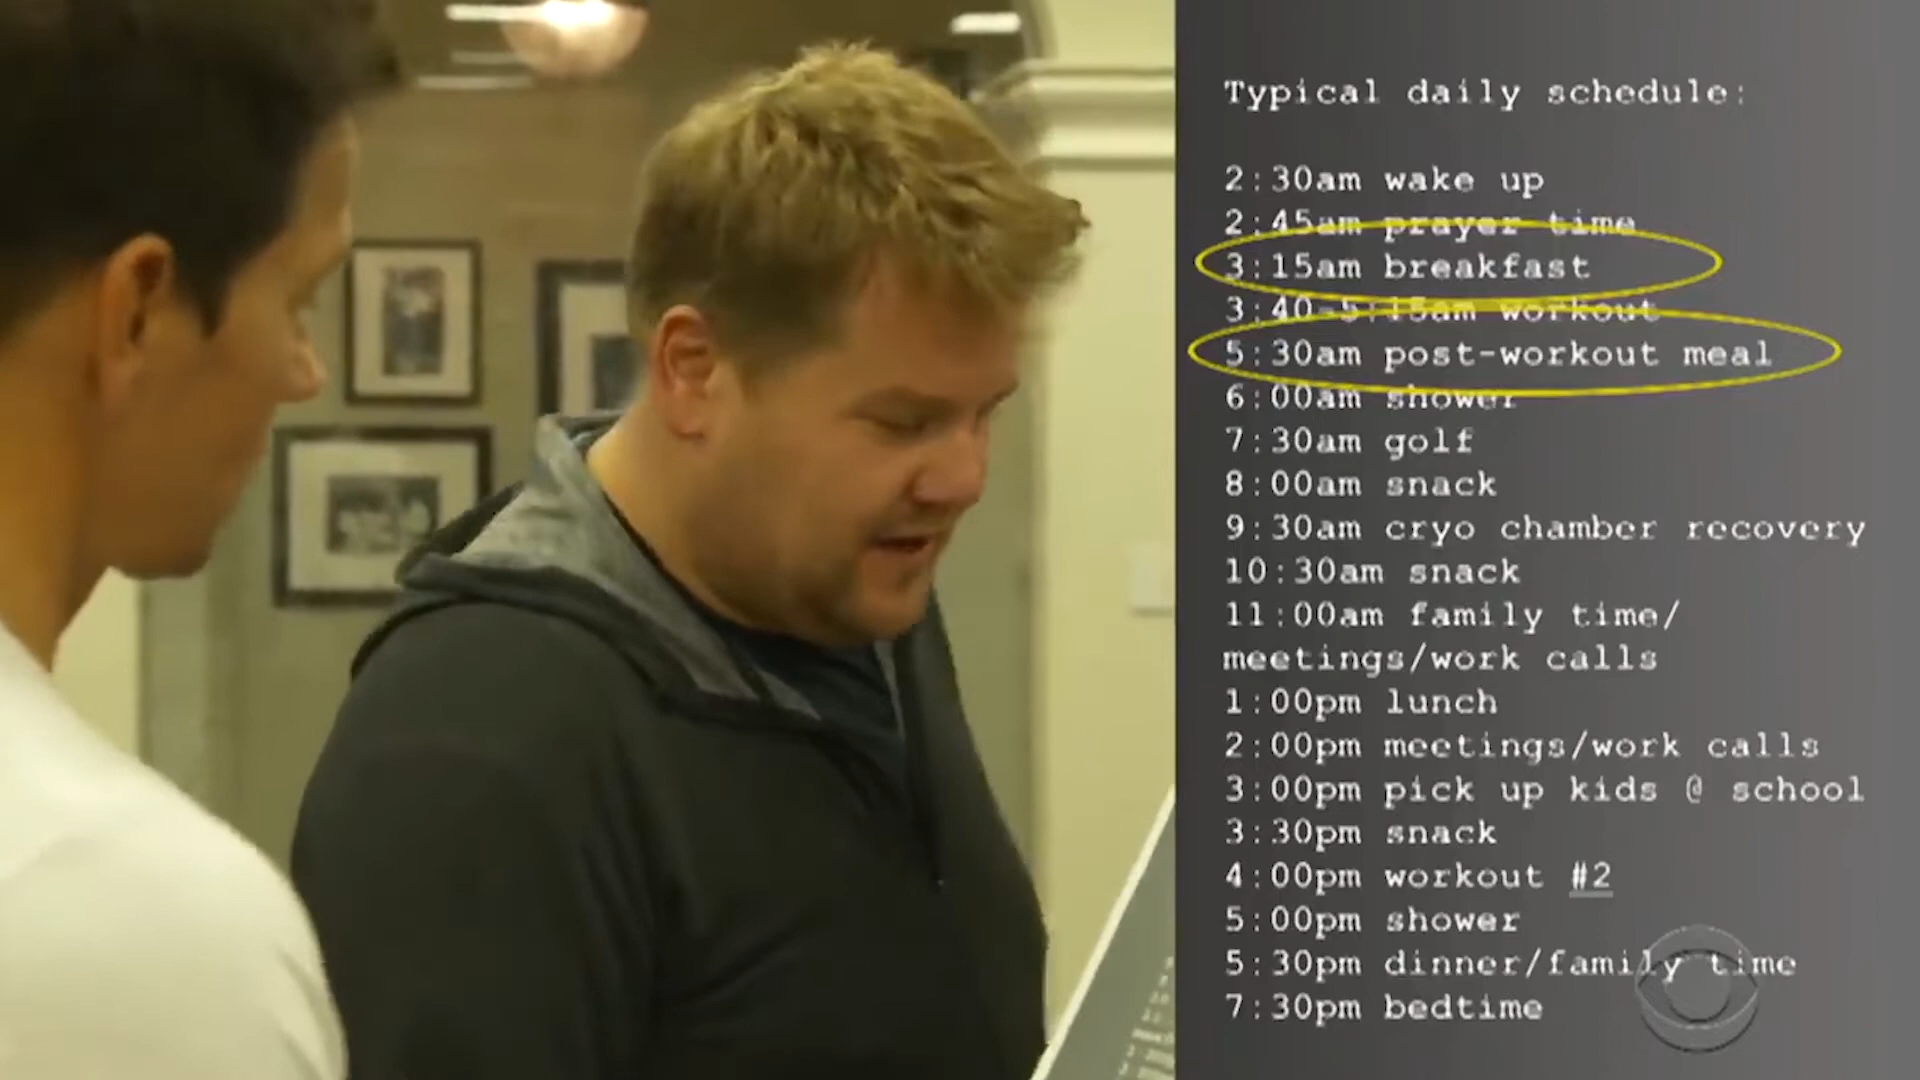 Typical daily schedule:
2:30am wake up
2:45am prayer time
3:15am breakfast
3:40-5:15am workout
5:30am post-workout meal
6:00am shower
7:30am golf
8:00am snack
9:30am cryo chamber recovery
10:30am snack
11:00am family time/
meetings/work calls
1:00pm lunch
2:00pm meetings/work calls
3:00pm pick up kids @ school
3:30pm snack
4:00pm workout #2
5:00pm shower
5:30pm dinner/family time
7:30pm bedtime